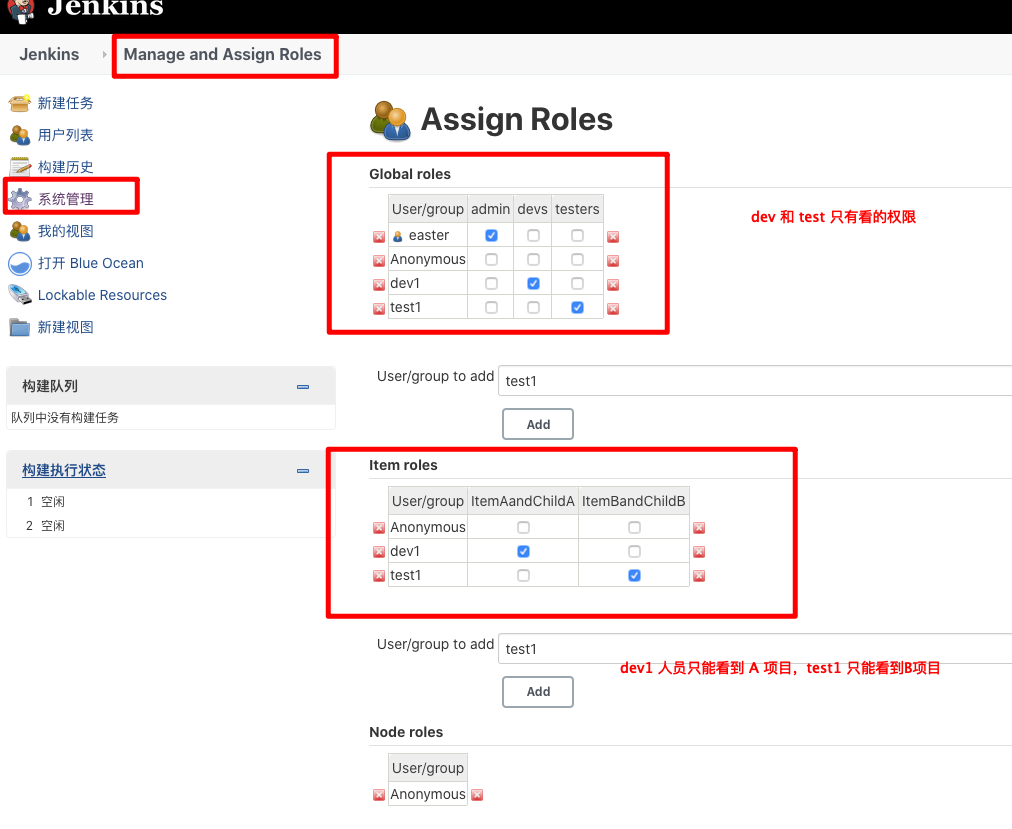 Jenkins
Jenkins
Manage and Assign Roles
新建任务
用户列表
构建历史
系统管理
我的视图
打开 Blue Ocean
Lockable Resources
新建视图
构建队列
队列中没有构建任务
构建执行状态
1 空闲
2 空闲
Assign Roles
Global roles
User/group admin devs testers
easter
Anonymous
dev1
test1
dev 和 test 只有看的权限
User/group to add test1
Add
Item roles
User/group ItemAandChildA ItemBandChildB
Anonymous
dev1
test1
User/group to add test1
dev1 人员只能看到 A 项目，test1 只能看到B项目
Add
Node roles
User/group
Anonymous